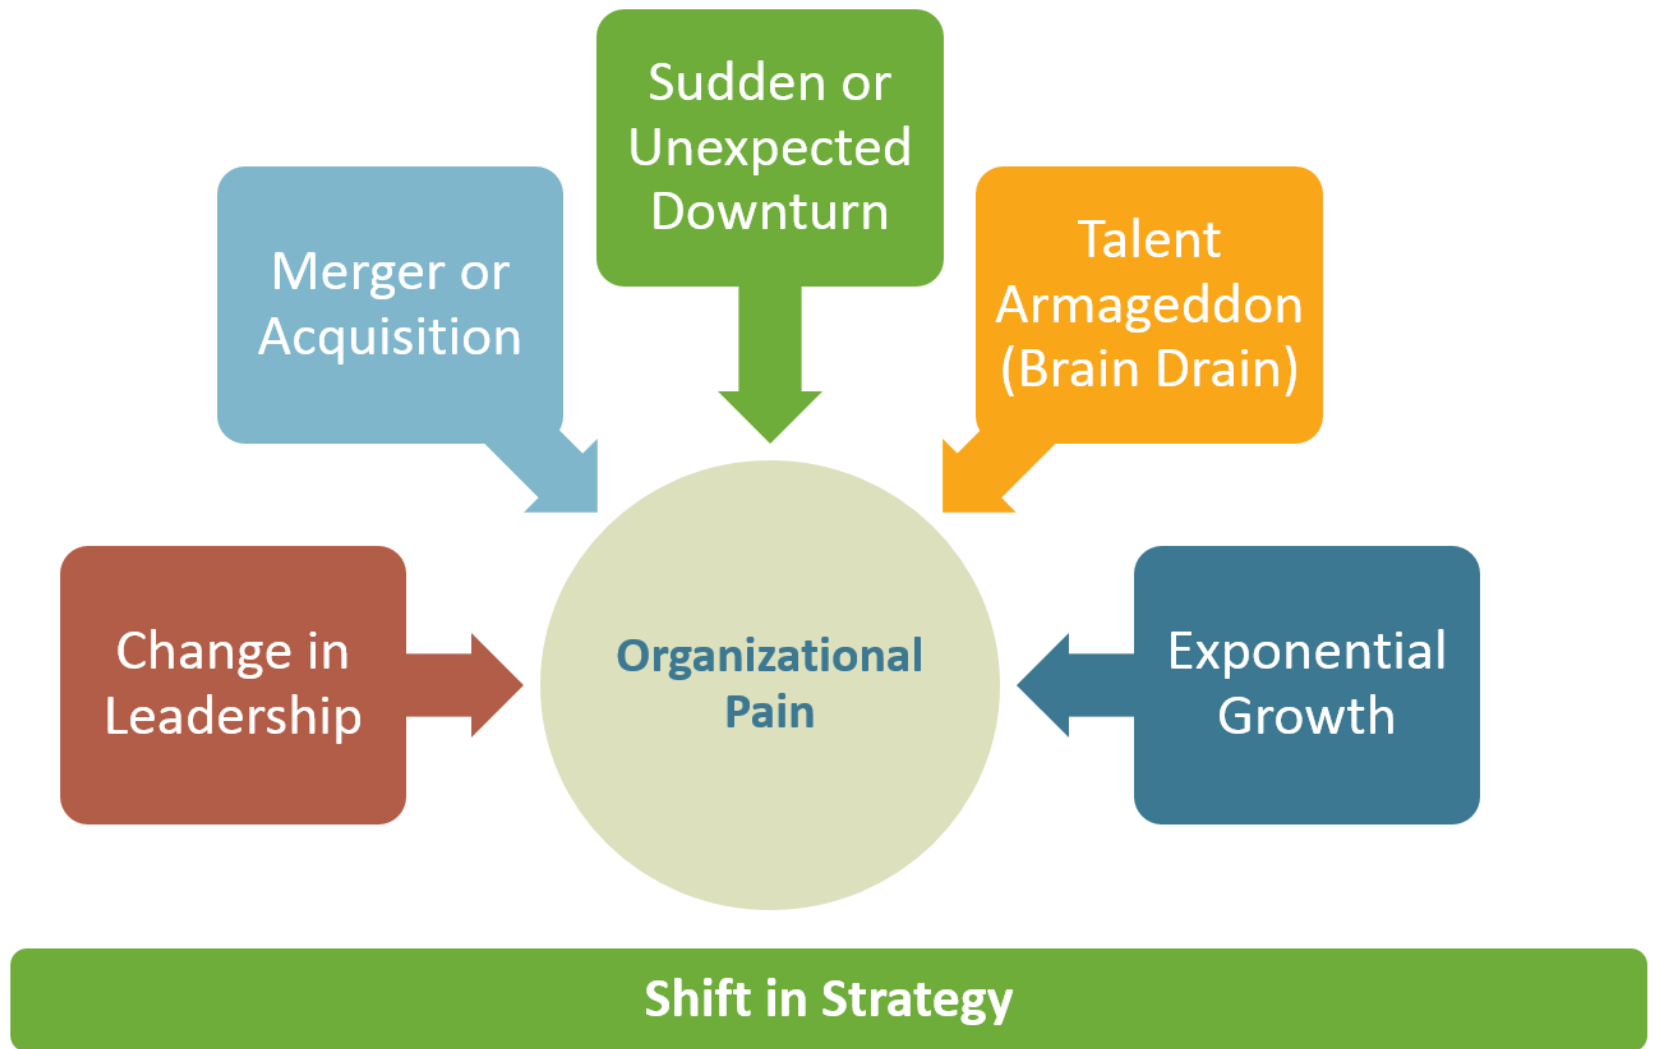 Sudden or
Unexpected
Downturn
Merger or
Acquisition
Talent
Armageddon
(Brain Drain)
Change in
Leadership
Organizational
Pain
Exponential
Growth
Shift in Strategy